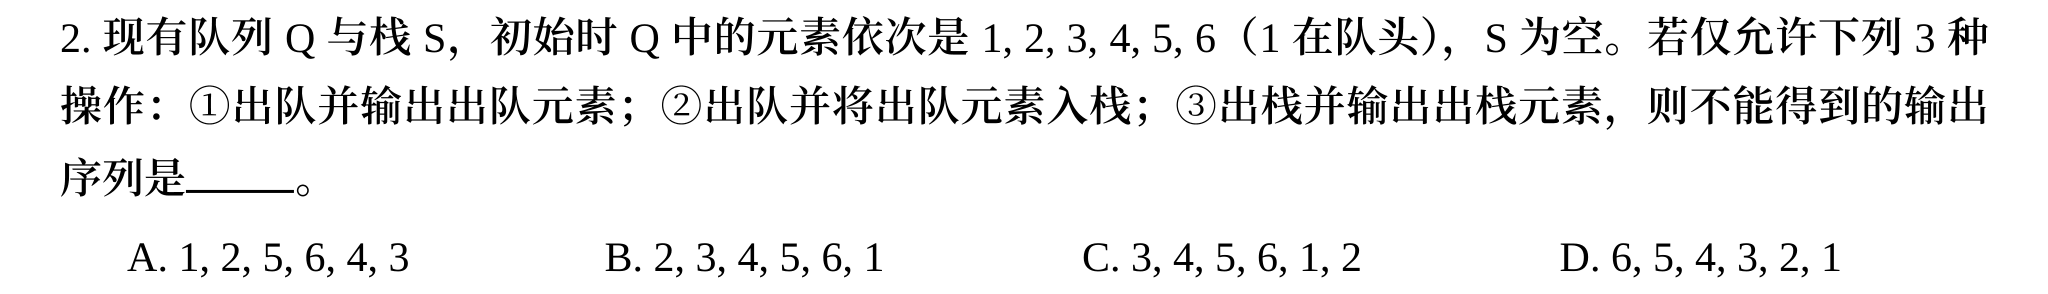 2. 现有队列 Q 与栈 S，初始时 Q 中的元素依次是 1, 2, 3, 4, 5, 6（1 在队头），S 为空。若仅允许下列 3 种
操作：①出队并输出出队元素；②出队并将出队元素入栈；③出栈并输出出栈元素，则不能得到的输出
序列是_____。
A. 1, 2, 5, 6, 4, 3 B. 2, 3, 4, 5, 6, 1 C. 3, 4, 5, 6, 1, 2 D. 6, 5, 4, 3, 2, 1